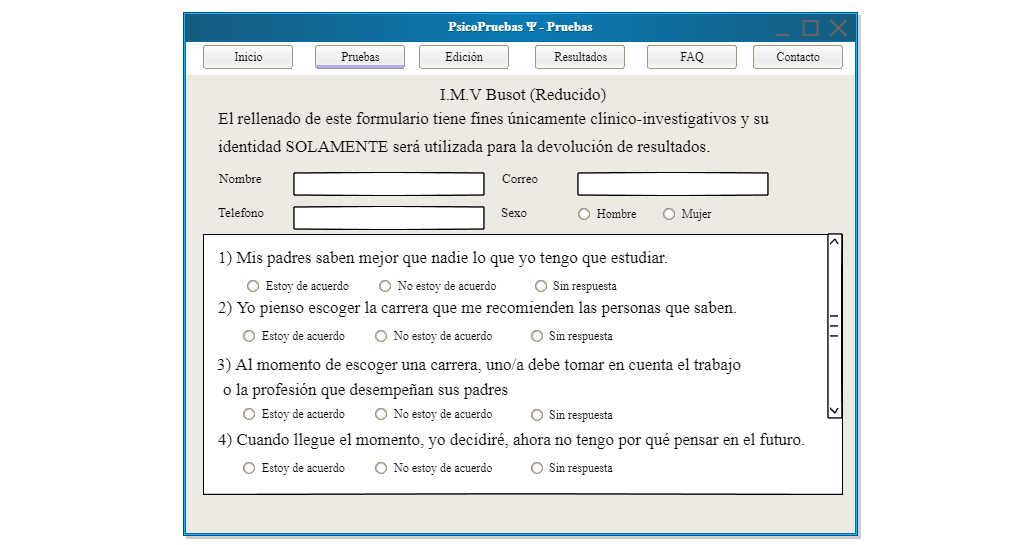 PsicoPruebas Ψ - Pruebas
Inicio Pruebas Edición Resultados FAQ Contacto
I.M.V Busot (Reducido)
El rellenado de este formulario tiene fines únicamente clínico-investigativos y su
identidad SOLAMENTE será utilizada para la devolución de resultados.
Nombre Correo
Telefono Sexo Hombre Mujer
1) Mis padres saben mejor que nadie lo que yo tengo que estudiar.
Estoy de acuerdo No estoy de acuerdo Sin respuesta
2) Yo pienso escoger la carrera que me recomienden las personas que saben.
Estoy de acuerdo No estoy de acuerdo Sin respuesta
3) Al momento de escoger una carrera, uno/a debe tomar en cuenta el trabajo
o la profesión que desempeñan sus padres
Estoy de acuerdo No estoy de acuerdo Sin respuesta
4) Cuando llegue el momento, yo decidiré, ahora no tengo por qué pensar en el futuro.
Estoy de acuerdo No estoy de acuerdo Sin respuesta